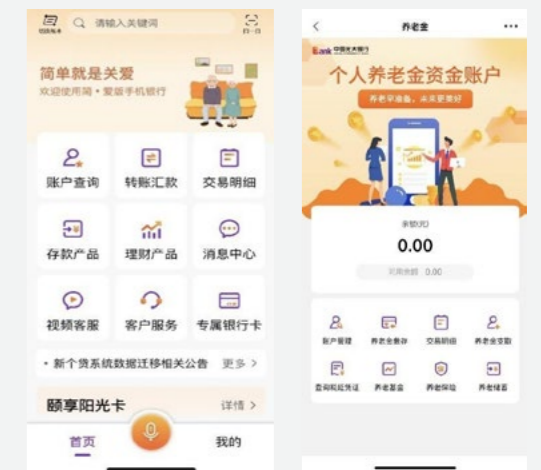 请输入关键词
扫一扫
简单就是关爱
欢迎使用简·爱版手机银行
账户查询
转账汇款
交易明细
存款产品
理财产品
消息中心
视频客服
客户服务
专属银行卡
· 新个贷系统数据迁移相关公告 更多 >
颐享阳光卡 详情 >
首页
我的
养老金
Bank 中国光大银行
个人养老金资金账户
养老早准备,未来更美好
余额(元)
0.00
可用余额 0.00
账户管理
养老金缴存
交易明细
养老金支取
查询税延凭证
养老基金
养老保险
养老储蓄